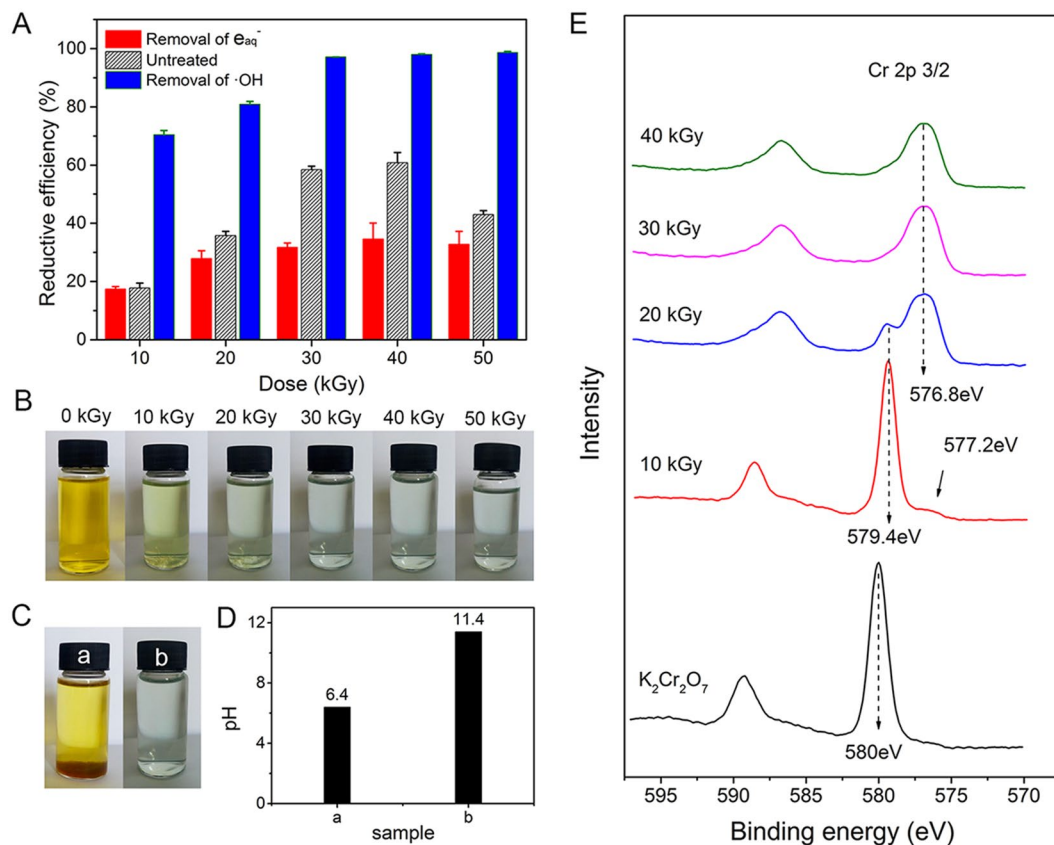 A
Removal of eaq-
Untreated
Removal of ·OH
Reductive efficiency (%)
100
80
60
40
20
0
10 20 30 40 50
Dose (kGy)
B
0 kGy 10 kGy 20 kGy 30 kGy 40 kGy 50 kGy
C
a b
D
pH
12
9
6
3
0
6.4
11.4
a b
sample
E
Cr 2p 3/2
40 kGy
30 kGy
20 kGy
576.8eV
10 kGy
577.2eV
579.4eV
K2Cr2O7
580eV
Intensity
595 590 585 580 575 570
Binding energy (eV)